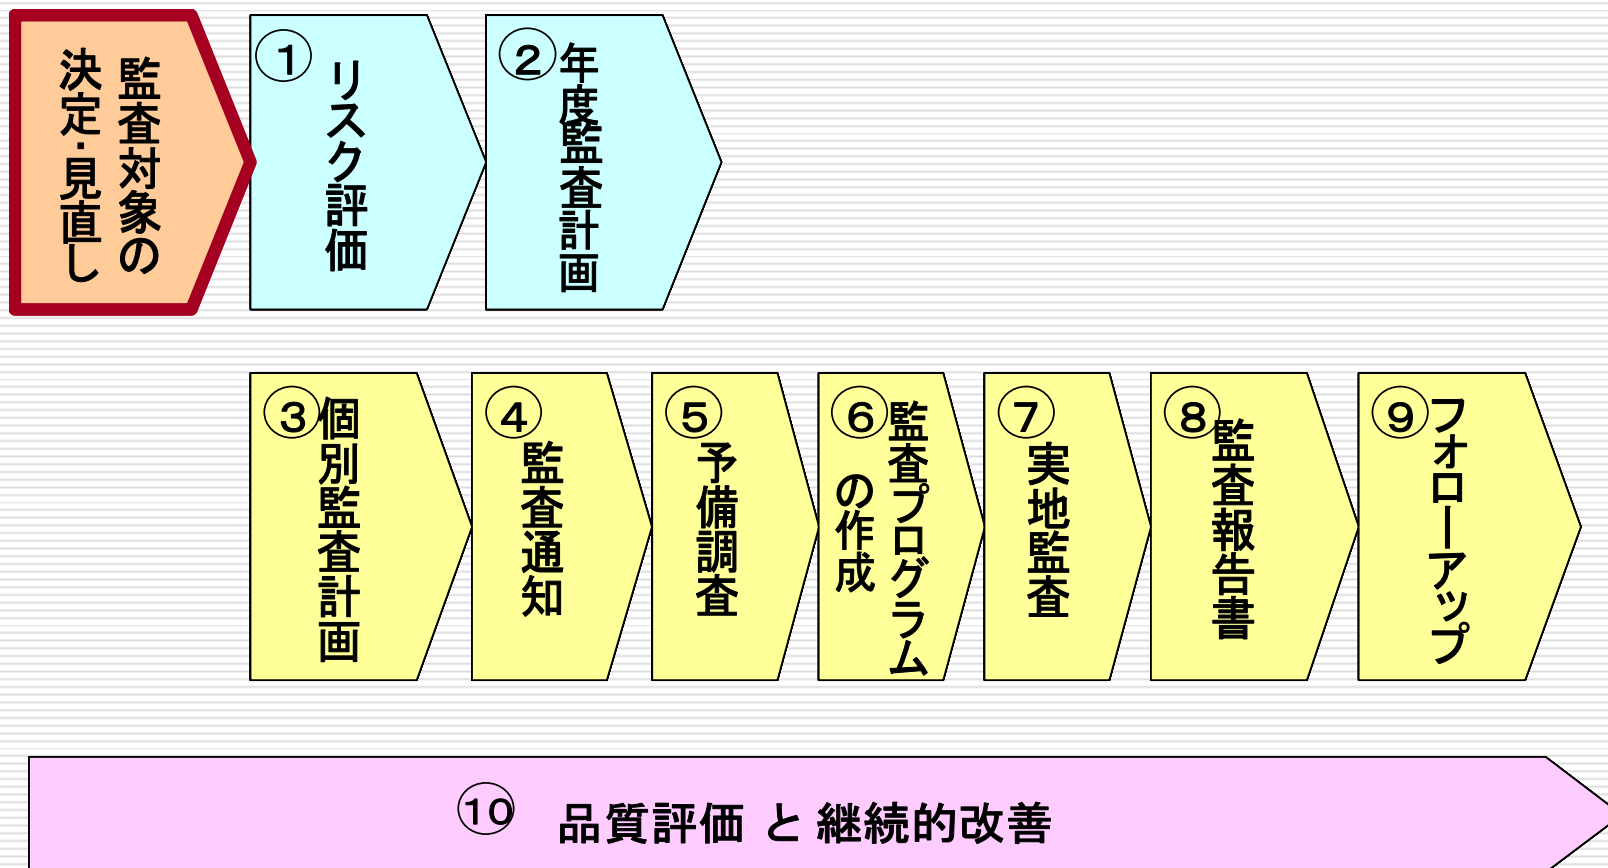 監査対象の
決定・見直し
①
リスク評価
②
年度監査計画
③
個別監査計画
④
監査通知
⑤
予備調査
⑥
監査プログラム
の作成
⑦
実地監査
⑧
監査報告書
⑨
フォローアップ
⑩ 品質評価 と 継続的改善